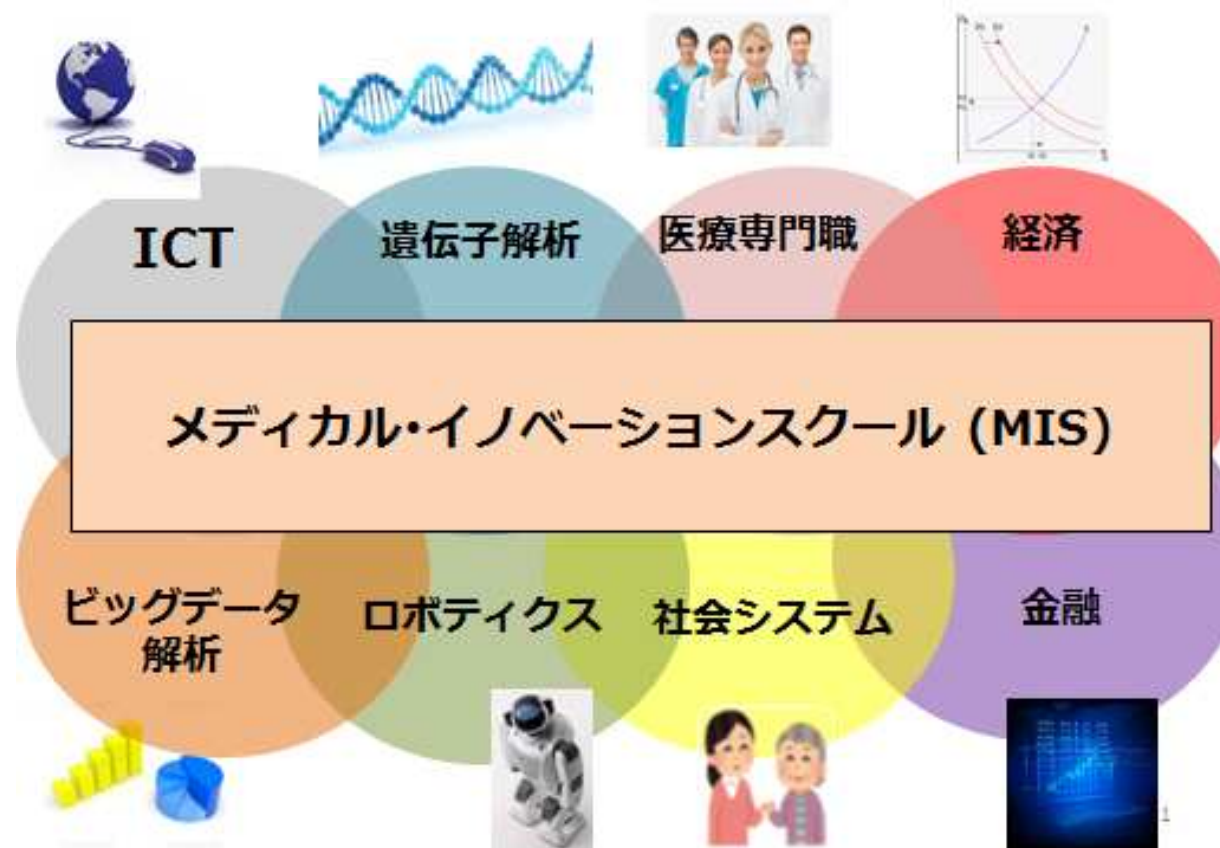 ICT
遺伝子解析
医療専門職
経済
メディカル・イノベーションスクール (MIS)
ビッグデータ
解析
ロボティクス
社会システム
金融
1